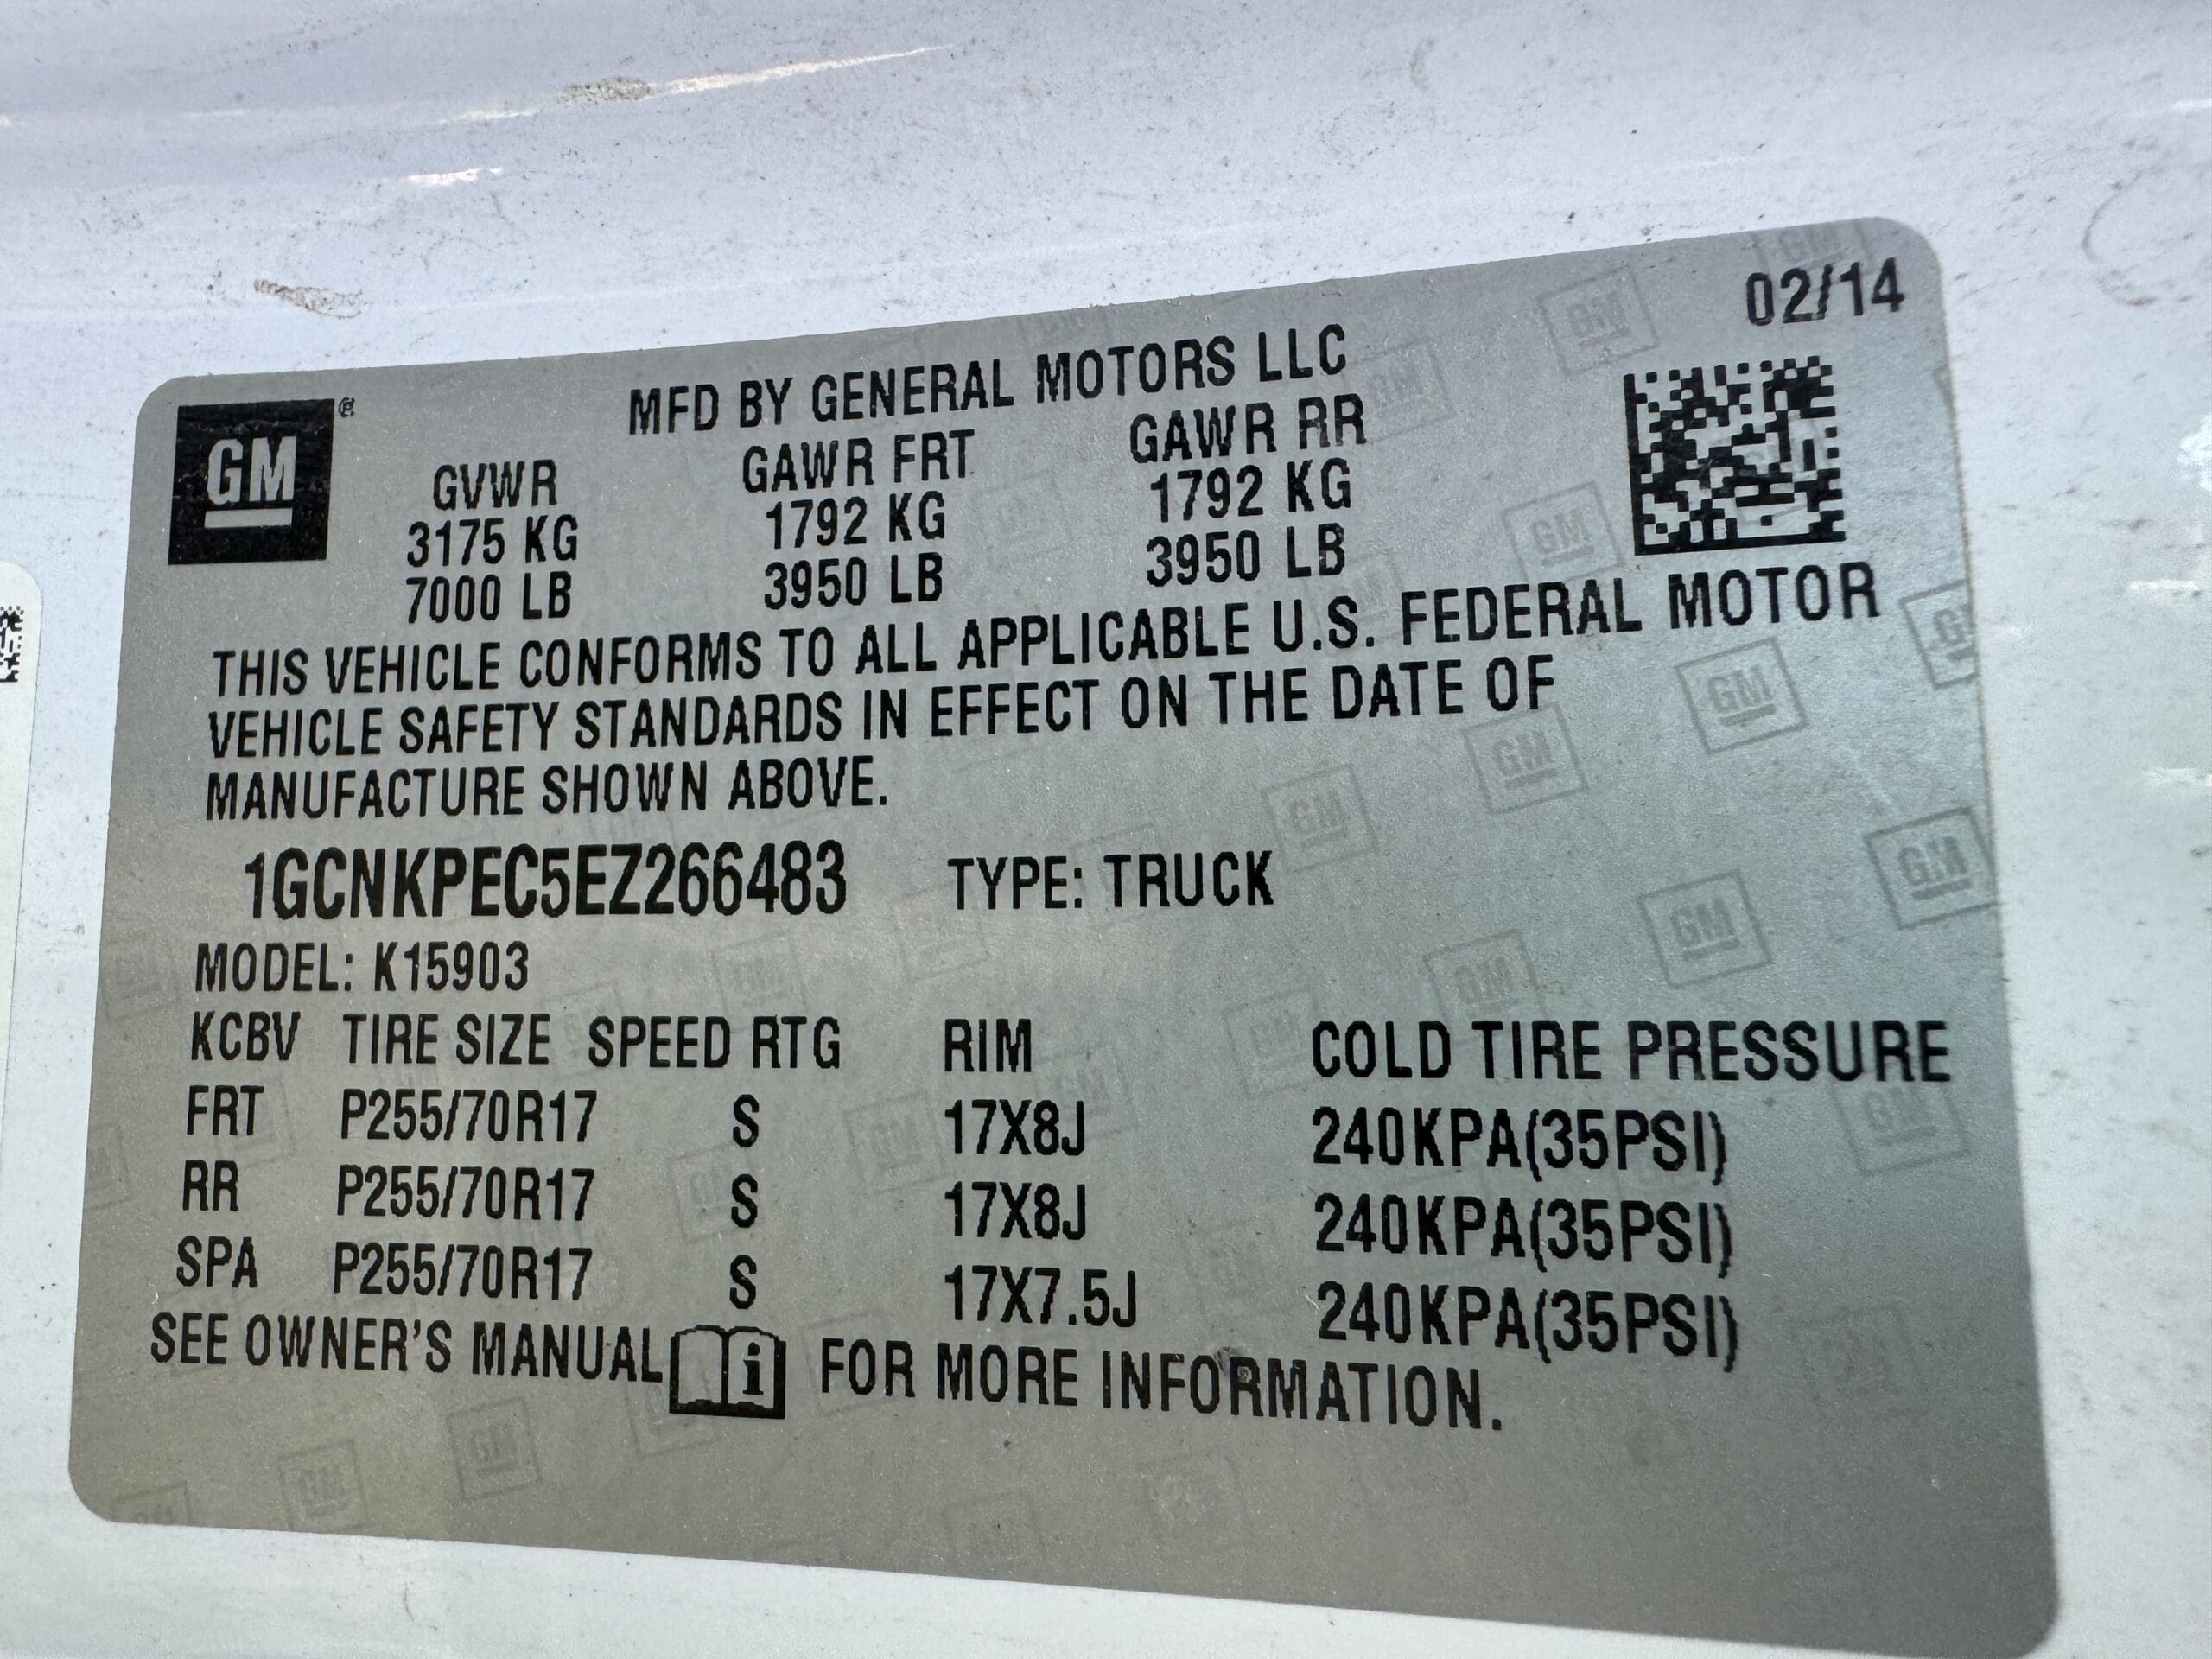 02/14
MFD BY GENERAL MOTORS LLC
GM®
GVWR GAWR FRT GAWR RR
3175 KG 1792 KG 1792 KG
7000 LB 3950 LB 3950 LB
THIS VEHICLE CONFORMS TO ALL APPLICABLE U.S. FEDERAL MOTOR
VEHICLE SAFETY STANDARDS IN EFFECT ON THE DATE OF
MANUFACTURE SHOWN ABOVE.
1GCNKPEC5EZ266483 TYPE: TRUCK
MODEL: K15903
KCBV TIRE SIZE SPEED RTG RIM COLD TIRE PRESSURE
FRT P255/70R17 S 17X8J 240KPA(35PSI)
RR P255/70R17 S 17X8J 240KPA(35PSI)
SPA P255/70R17 S 17X7.5J 240KPA(35PSI)
SEE OWNER'S MANUAL i FOR MORE INFORMATION.